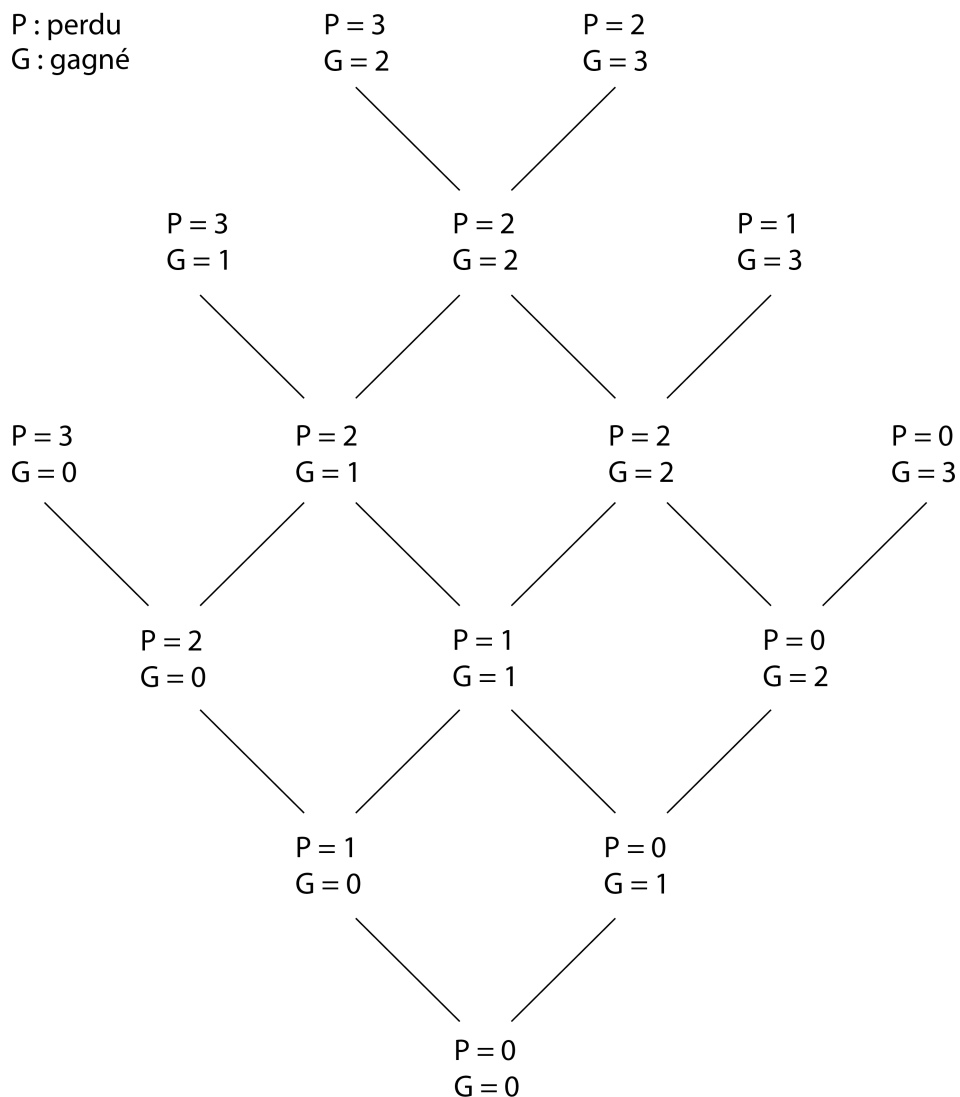 P : perdu
G : gagné
P = 3
G = 2
P = 2
G = 3
P = 3
G = 1
P = 2
G = 2
P = 1
G = 3
P = 3
G = 0
P = 2
G = 1
P = 2
G = 2
P = 0
G = 3
P = 2
G = 0
P = 1
G = 1
P = 0
G = 2
P = 1
G = 0
P = 0
G = 1
P = 0
G = 0